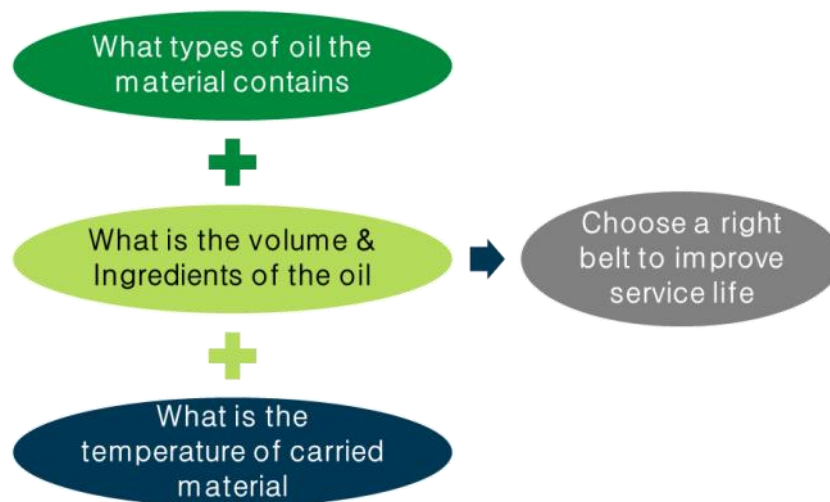 What types of oil the
material contains
What is the volume &
Ingredients of the oil
What is the
temperature of carried
material
Choose a right
belt to improve
service life